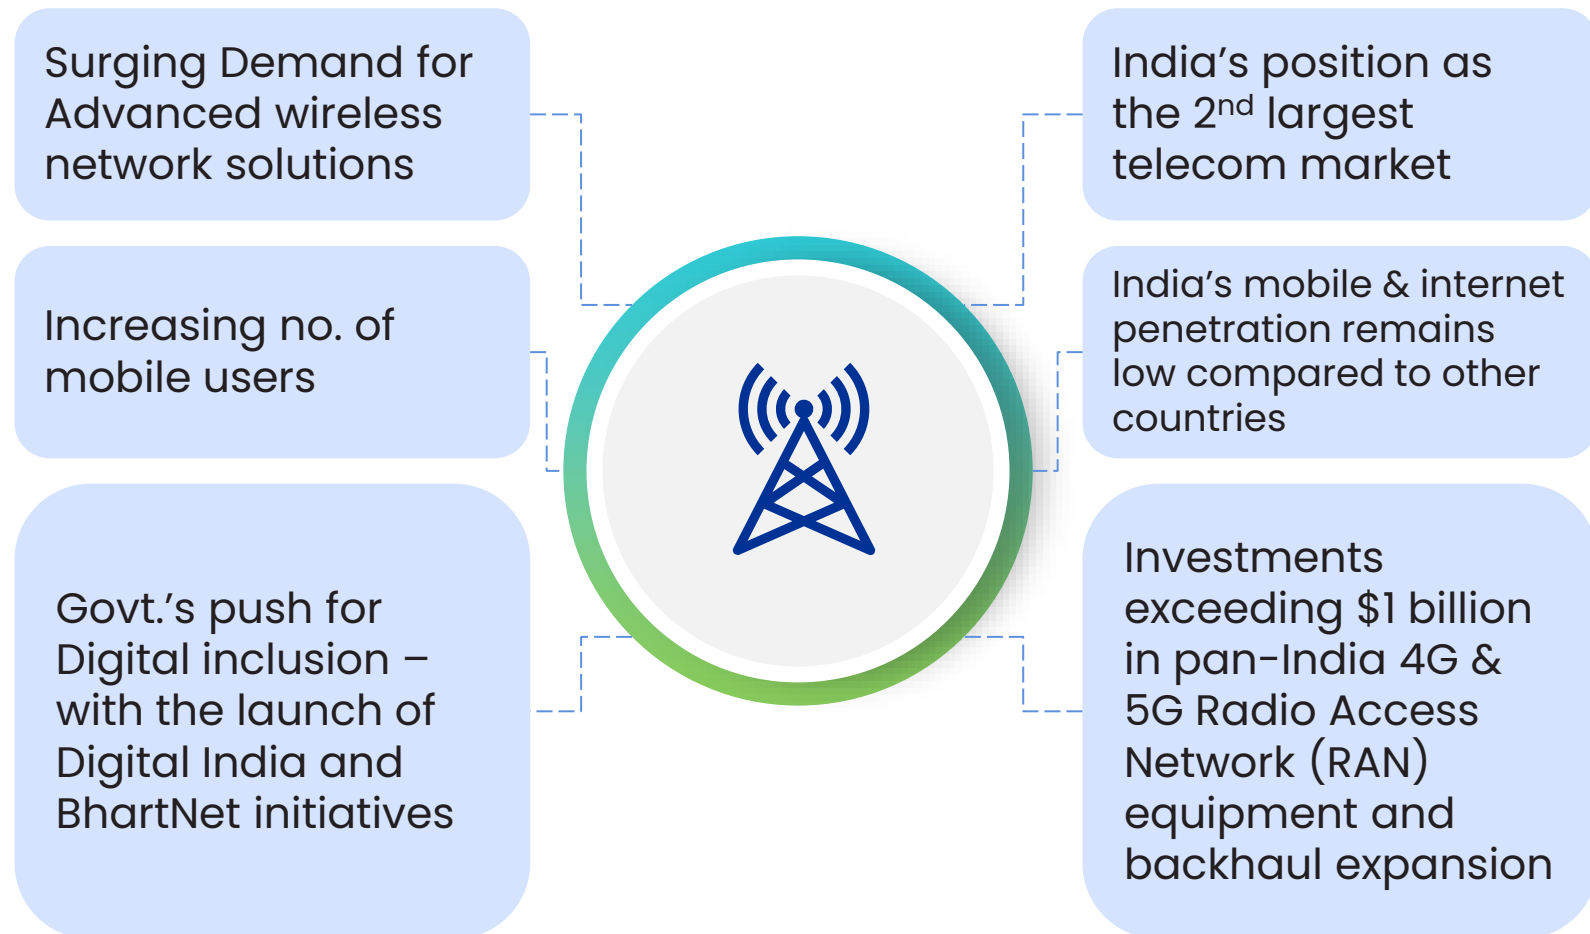 Surging Demand for
Advanced wireless
network solutions
Increasing no. of
mobile users
Govt.’s push for
Digital inclusion –
with the launch of
Digital India and
BhartNet initiatives
India’s position as
the 2nd largest
telecom market
India’s mobile & internet
penetration remains
low compared to other
countries
Investments
exceeding $1 billion
in pan-India 4G &
5G Radio Access
Network (RAN)
equipment and
backhaul expansion